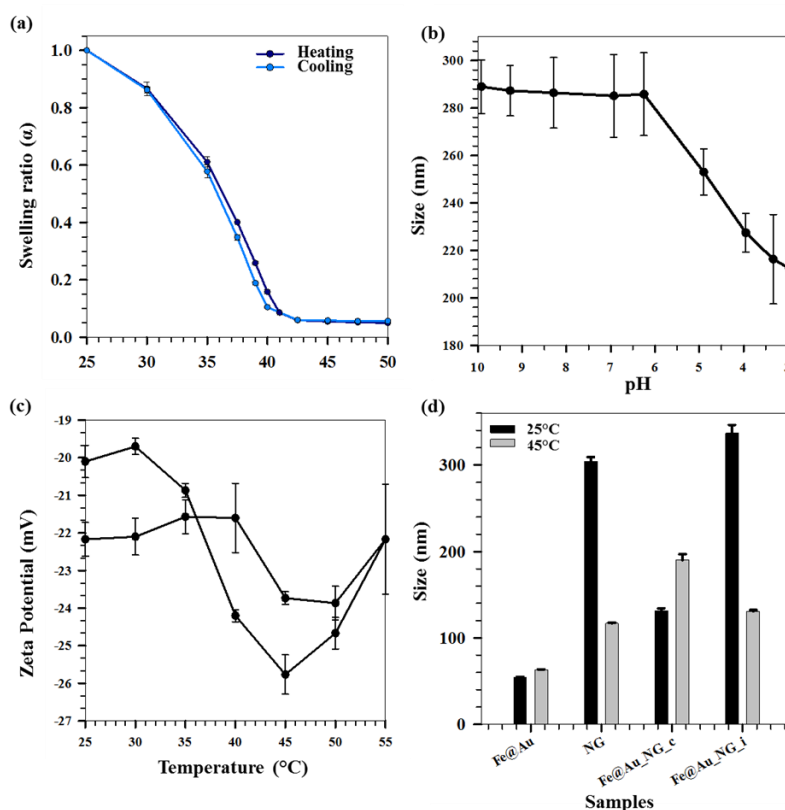 (a)
Swelling ratio (α)
1.0
0.8
0.6
0.4
0.2
0.0
Heating
Cooling
25 30 35 40 45 50
(b)
Size (nm)
300
280
260
240
220
200
180
10 9 8 7 6 5 4
pH
(c)
Zeta Potential (mV)
-19
-20
-21
-22
-23
-24
-25
-26
-27
25 30 35 40 45 50 55
Temperature (°C)
(d)
Size (nm)
300
200
100
0
25°C
45°C
Fe@Au NG Fe@Au_NG_c Fe@Au_NG_i
Samples